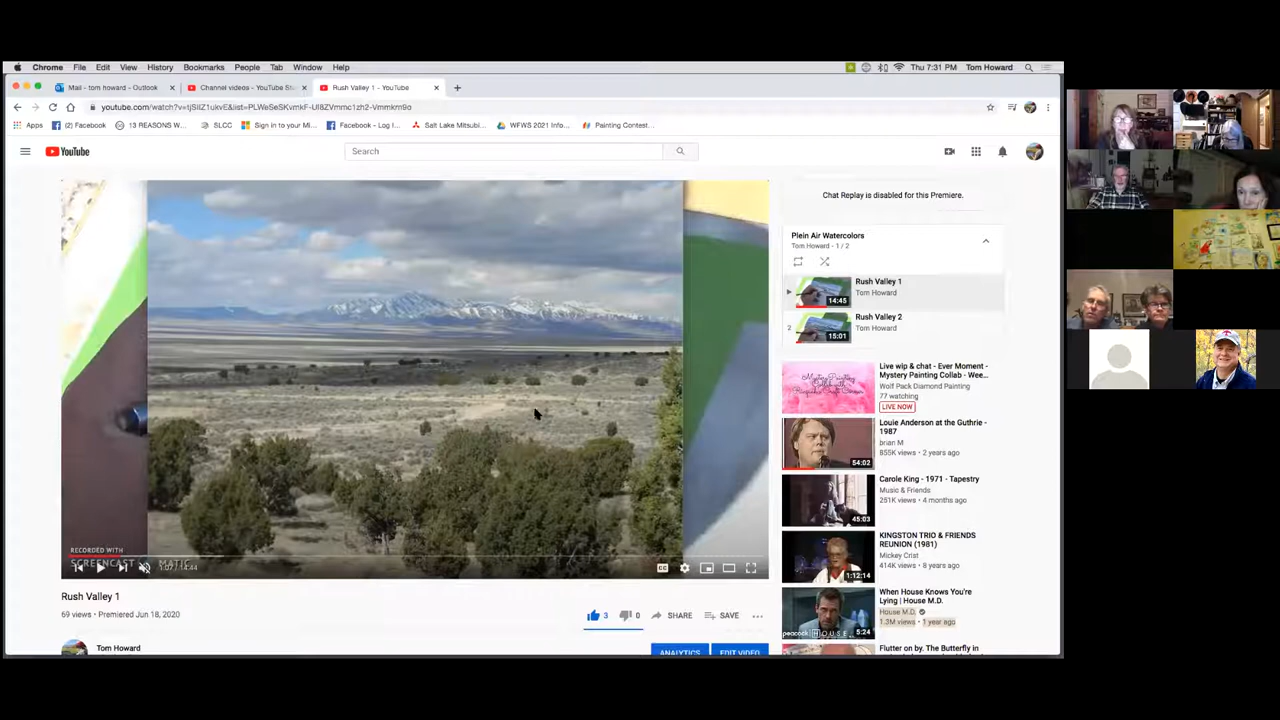 Chrome File Edit View History Bookmarks People Tab Window Help
Thu 7:31 PM Tom Howard
Mail - tom howard - Outlook
Channel videos - YouTube St
Rush Valley 1 - YouTube
Apps (2) Facebook 13 REASONS W... SLCC Sign in to your Mi... Facebook - Log I... Salt Lake Mitsubi... WFWS 2021 Info... Painting Contest...
YouTube
Search
Chat Replay is disabled for this Premiere.
Plein Air Watercolors
Tom Howard - 1 / 2
Rush Valley 1
Tom Howard
14:45
2
Rush Valley 2
Tom Howard
15:01
Live wip & chat - Ever Moment -
Mystery Painting Collab - Wee...
Wolf Pack Diamond Painting
77 watching
LIVE NOW
Louie Anderson at the Guthrie -
1987
brian M
855K views • 2 years ago
54:02
Carole King - 1971 - Tapestry
Music & Friends
251K views • 4 months ago
45:03
KINGSTON TRIO & FRIENDS
REUNION (1981)
Mickey Crist
414K views • 8 years ago
1:12:14
When House Knows You're
Lying | House M.D.
House M.D.
1.3M views • 1 year ago
peacock HOUSE
5:24
Flutter on by. The Butterfly in
RECORDED WITH
SCREENCAST MATIC
CC
Rush Valley 1
69 views • Premiered Jun 18, 2020
3 0 SHARE SAVE
Tom Howard
ANALYTICS EDIT VIDEO